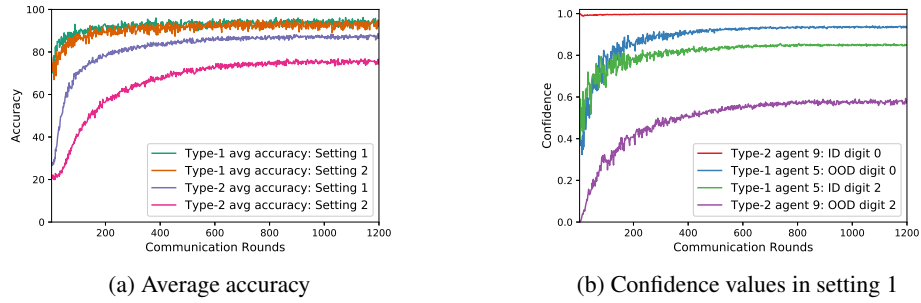 100
80
60
40
20
0
Accuracy
200 400 600 800 1000 1200
Communication Rounds
Type-1 avg accuracy: Setting 1
Type-1 avg accuracy: Setting 2
Type-2 avg accuracy: Setting 1
Type-2 avg accuracy: Setting 2
(a) Average accuracy
1.0
0.8
0.6
0.4
0.2
0.0
Confidence
200 400 600 800 1000 1200
Communication Rounds
Type-2 agent 9: ID digit 0
Type-1 agent 5: OOD digit 0
Type-1 agent 5: ID digit 2
Type-2 agent 9: OOD digit 2
(b) Confidence values in setting 1